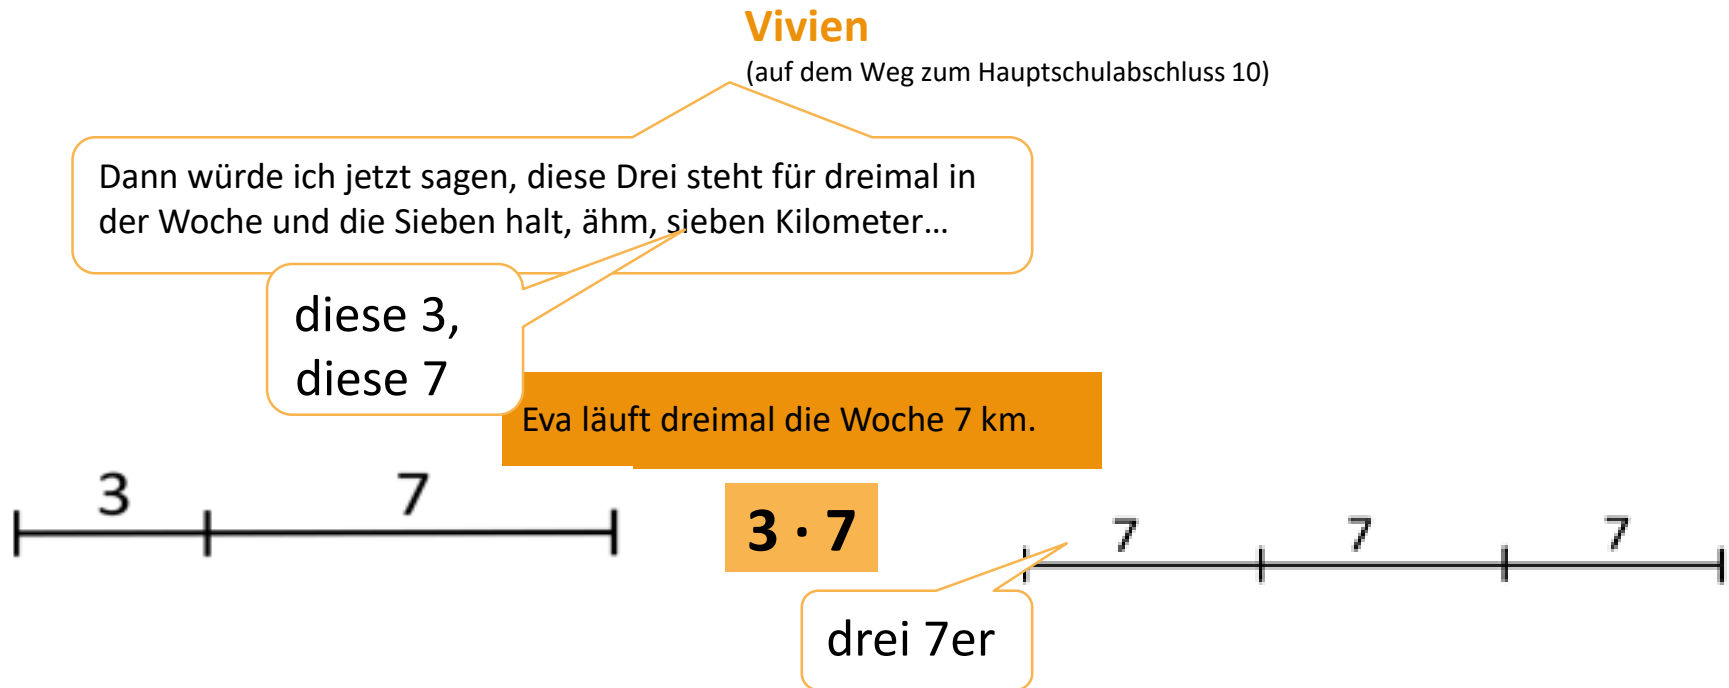 Vivien
(auf dem Weg zum Hauptschulabschluss 10)
Dann würde ich jetzt sagen, diese Drei steht für dreimal in
der Woche und die Sieben halt, ähm, sieben Kilometer…
diese 3,
diese 7
Eva läuft dreimal die Woche 7 km.
3 7
3 · 7
7 7 7
drei 7er